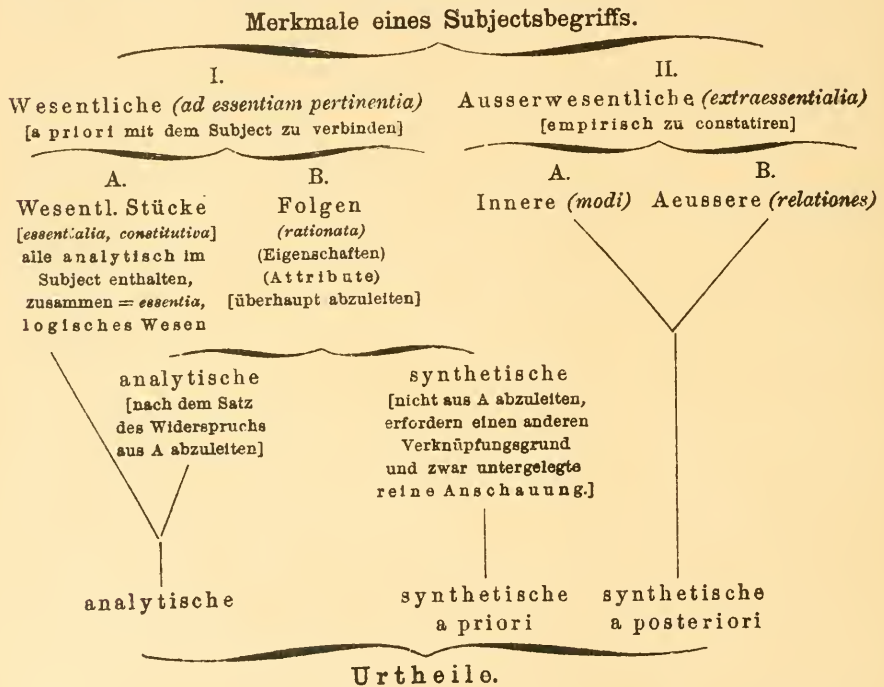 Merkmale eines Subjectsbegriffs.
I.
Wesentliche (ad essentiam pertinentia)
[a priori mit dem Subject zu verbinden]
II.
Ausserwesentliche (extraessentialia)
[empirisch zu constatiren]
A.
Wesentl. Stücke
[essentialia, constitutiva]
alle analytisch im
Subject enthalten,
zusammen = essentia,
logisches Wesen
B.
Folgen
(rationata)
(Eigenschaften)
(Attribute)
[überhaupt abzuleiten]
A.
Innere (modi)
B.
Aeussere (relationes)
analytische
[nach dem Satz
des Widerspruchs
aus A abzuleiten]
synthetische
[nicht aus A abzuleiten,
erfordern einen anderen
Verknüpfungsgrund
und zwar untergelegte
reine Anschauung.]
analytische
synthetische
a priori
synthetische
a posteriori
Urtheile.